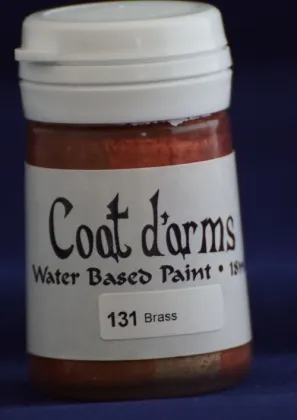 Coat d'arms
Water Based Paint • 18
131 Brass